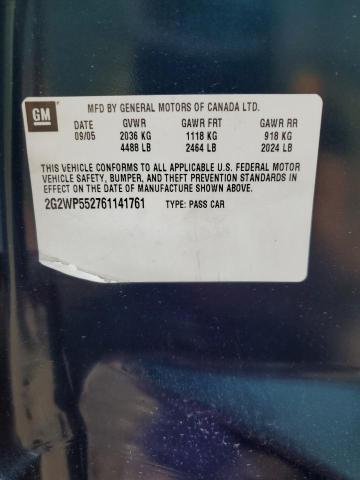 GM
MFD BY GENERAL MOTORS OF CANADA LTD.
DATE GVWR GAWR FRT GAWR RR
09/05 2036 KG 1118 KG 918 KG
4488 LB 2464 LB 2024 LB
THIS VEHICLE CONFORMS TO ALL APPLICABLE U.S. FEDERAL MOTOR
VEHICLE SAFETY, BUMPER, AND THEFT PREVENTION STANDARDS IN
EFFECT ON THE DATE OF MANUFACTURE SHOWN ABOVE.
2G2WP552761141761 TYPE: PASS CAR